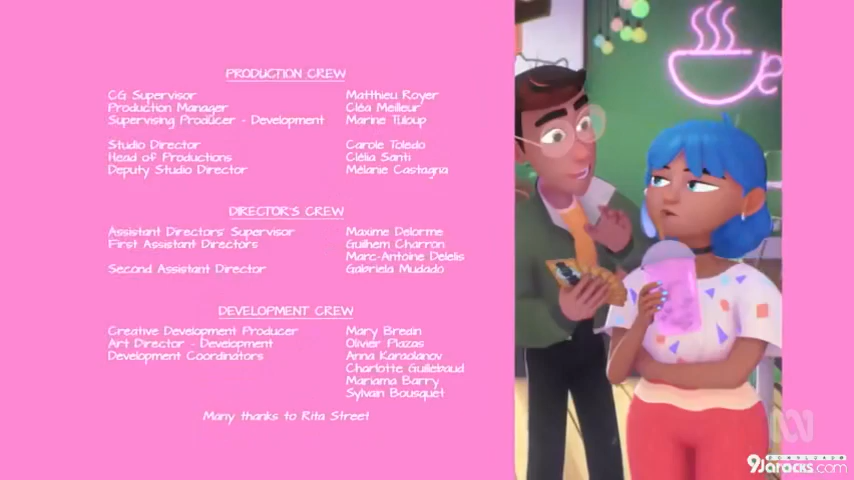 PRODUCTION CREW
CG Supervisor Matthieu Royer
Production Manager Cléa Meilleur
Supervising Producer - Development Marine Tuloup
Studio Director Carole Toledo
Head of Productions Clélia Santi
Deputy Studio Director Mélanie Castagna
DIRECTOR'S CREW
Assistant Directors' Supervisor Maxime Delorme
First Assistant Directors Guilhem Charron
Marc-Antoine Delelis
Second Assistant Director Gabriela Mudado
DEVELOPMENT CREW
Creative Development Producer Mary Bredin
Art Director - Development Olivier Plazas
Development Coordinators Anna Karaolanov
Charlotte Guillebaud
Mariama Barry
Sylvain Bousquet
Many thanks to Rita Street
DOWNLOADR
9Jarocks.com